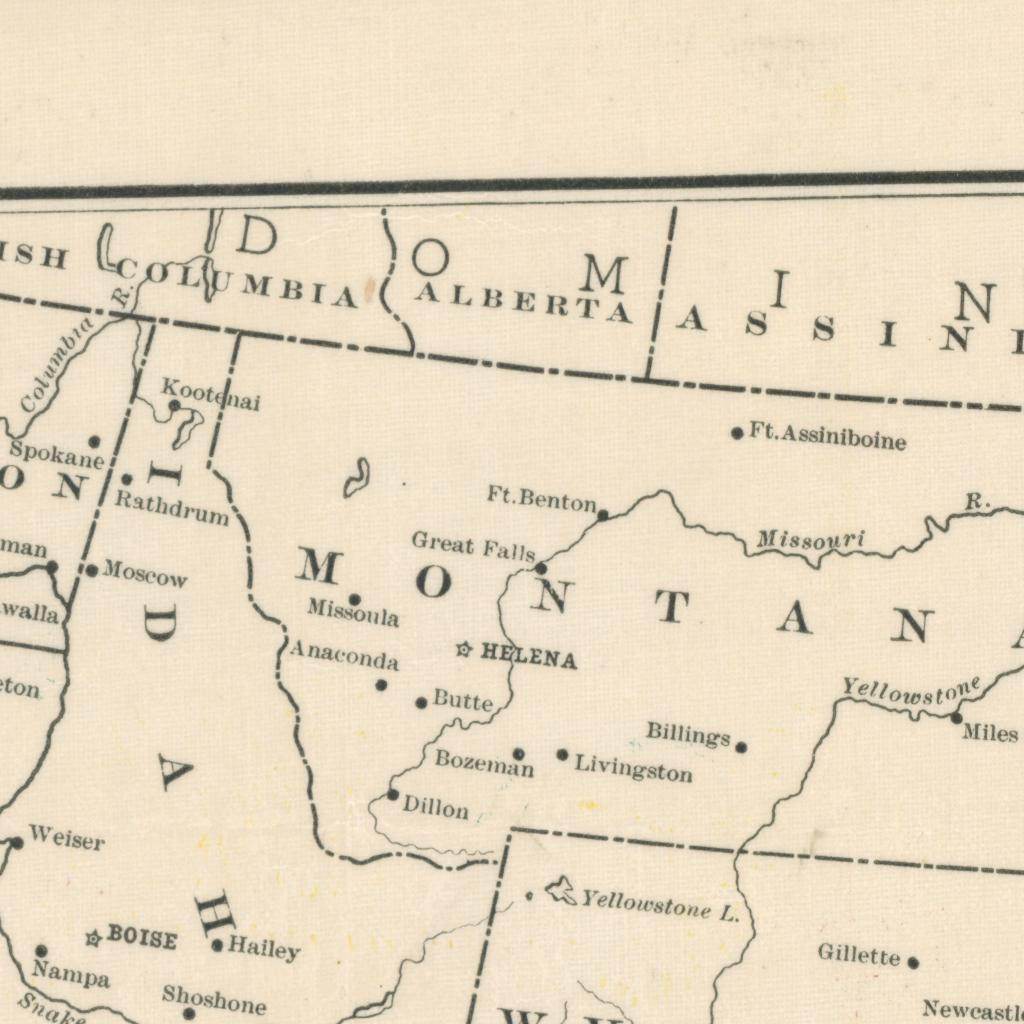 D O M I N
ISH COLUMBIA
ALBERTA
ASSINI
Columbia R.
Kootenai
Ft. Assiniboine
Spokane
ON
Rathdrum
Ft. Benton
Missouri R.
Great Falls
man
Moscow
MONTANA
IDAH
Missoula
walla
Anaconda
HELENA
eton
Butte
Yellowstone
Billings
Miles
Bozeman
Livingston
Dillon
Weiser
Yellowstone L.
BOISE
Hailey
Gillette
Nampa
Shoshone
Snake
Newcastle
WY